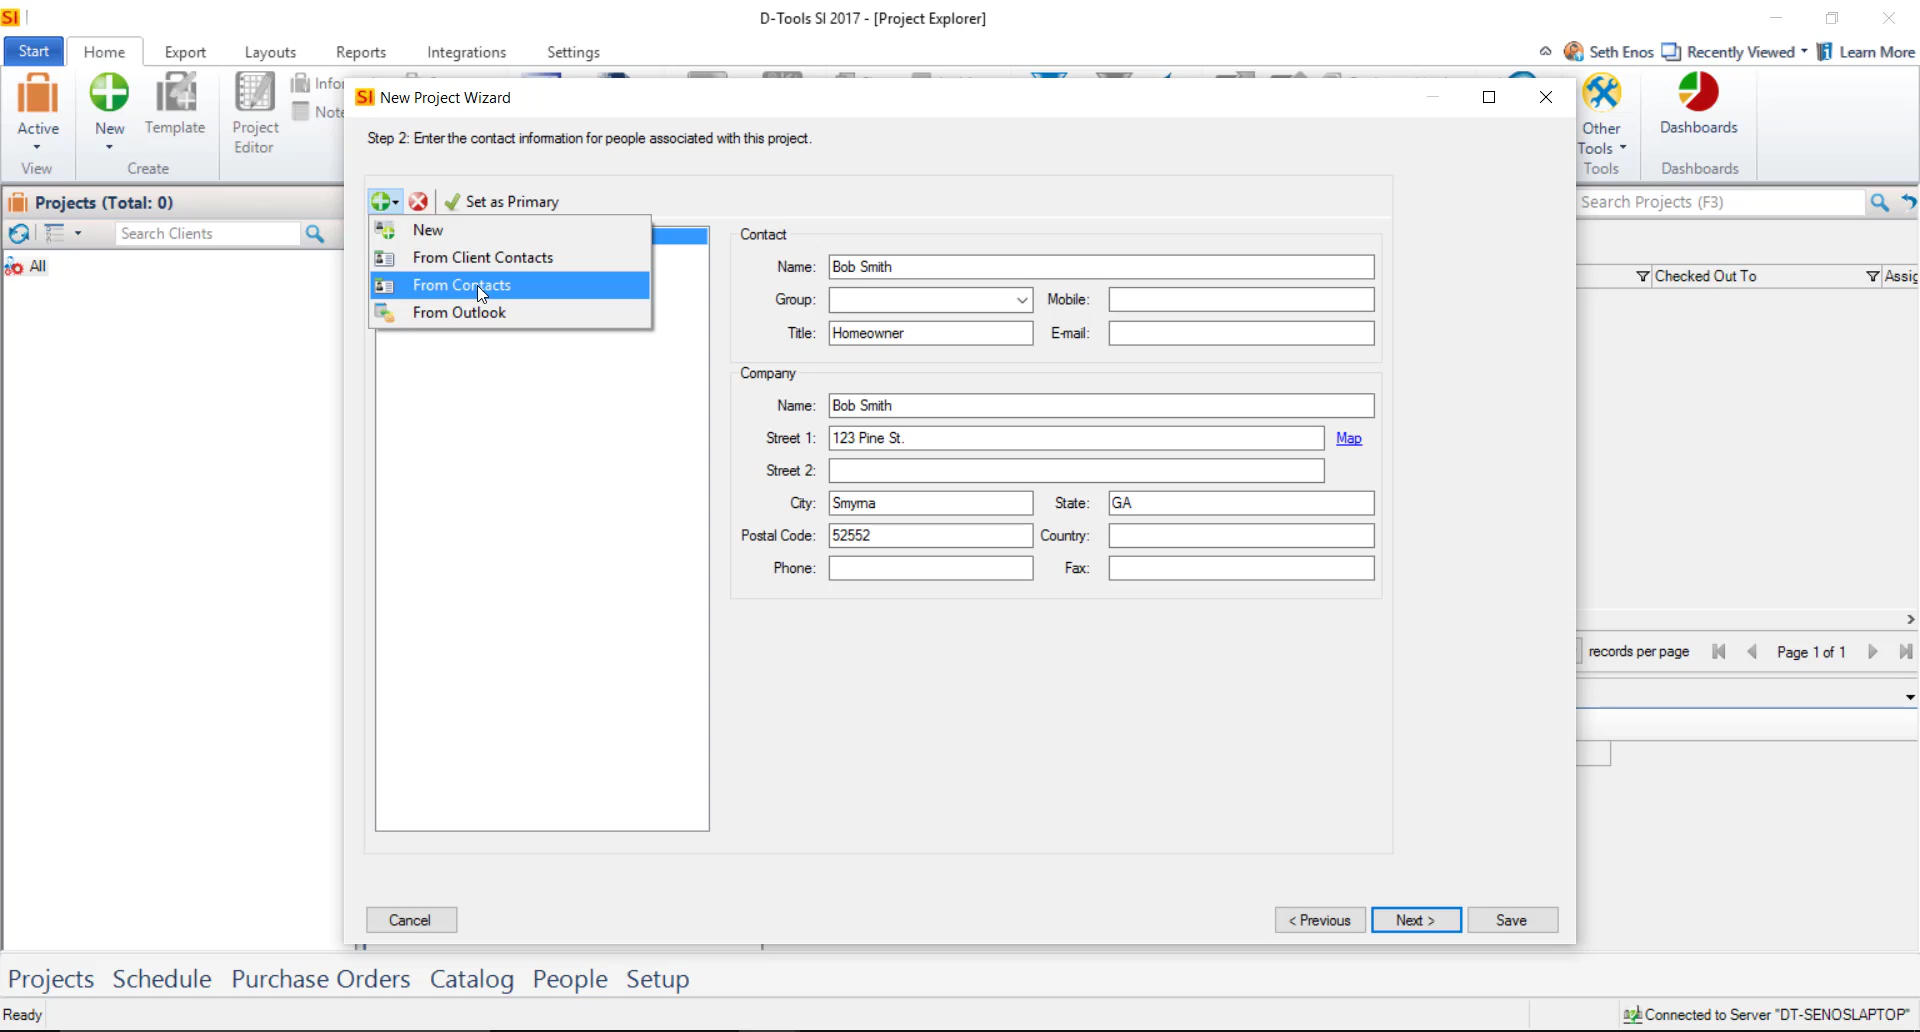 SI D-Tools SI 2017 - [Project Explorer]
Start Home Export Layouts Reports Integrations Settings Seth Enos Recently Viewed Learn More
Active New Template Project Editor Other Tools Dashboards
View Create Tools Dashboards
SI New Project Wizard
Step 2: Enter the contact information for people associated with this project.
Projects (Total: 0)
Search Clients
All
Set as Primary
New
From Client Contacts
From Contacts
From Outlook
Contact
Name: Bob Smith
Group: Mobile:
Title: Homeowner E-mail:
Company
Name: Bob Smith
Street 1: 123 Pine St. Map
Street 2:
City: Smyrna State: GA
Postal Code: 52552 Country:
Phone: Fax:
Search Projects (F3)
Checked Out To
records per page Page 1 of 1
Cancel < Previous Next > Save
Projects Schedule Purchase Orders Catalog People Setup
Ready Connected to Server "DT-SENOSLAPTOP"